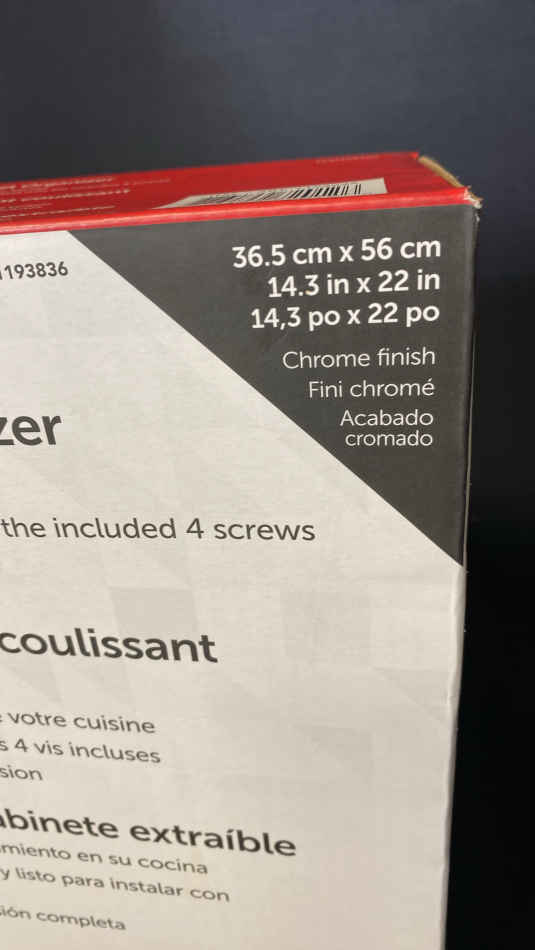 36.5 cm x 56 cm
14.3 in x 22 in
14,3 po x 22 po
193836
Chrome finish
Fini chromé
Acabado
cromado
zer
the included 4 screws
coulissant
votre cuisine
s 4 vis incluses
sion
abinete extraíble
miento en su cocina
y listo para instalar con
sión completa